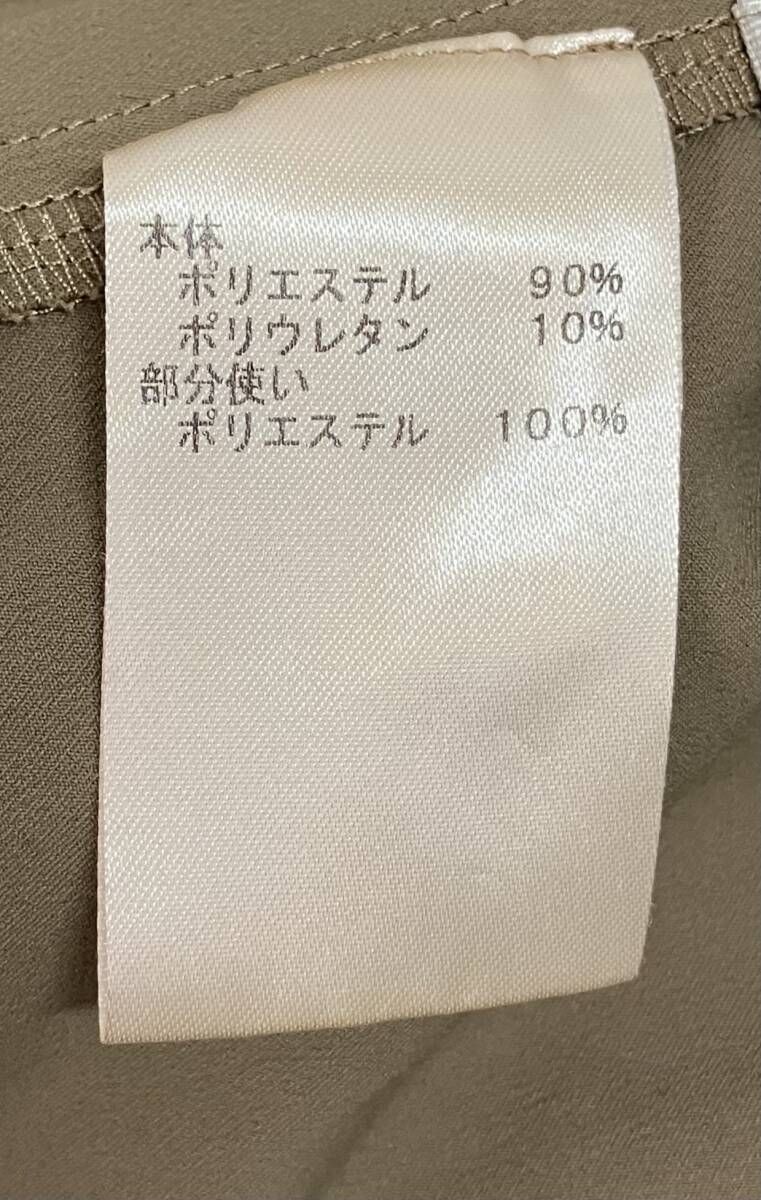 本体
ポリエステル 90%
ポリウレタン 10%
部分使い
ポリエステル 100%